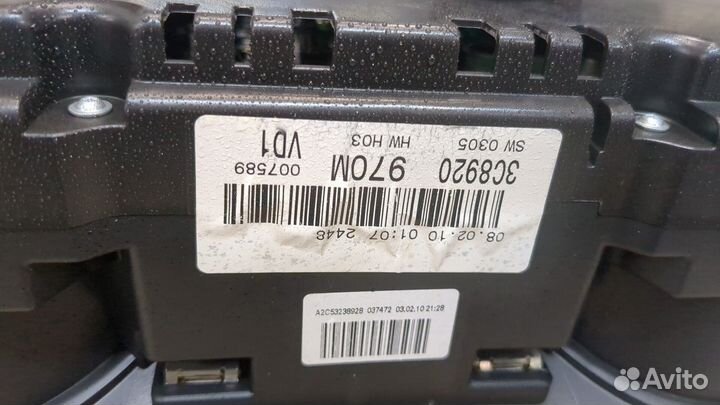 3C8920 970M VD1
SW 0305 HW H03 007589
08.02.10 01:07 2448
A2C53238928 037472 03.02.10 21:28
Avito